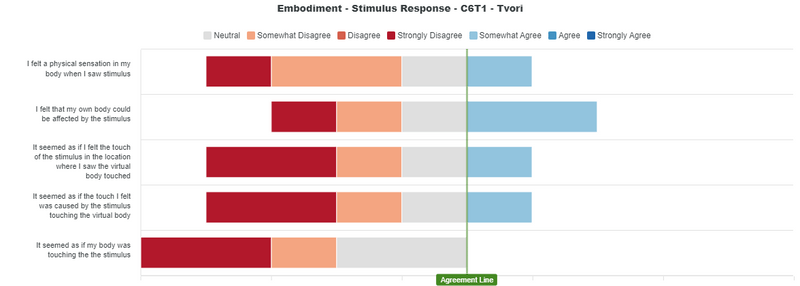 Embodiment - Stimulus Response - C6T1 - Tvori
Neutral Somewhat Disagree Disagree Strongly Disagree Somewhat Agree Agree Strongly Agree
I felt a physical sensation in my
body when I saw stimulus
I felt that my own body could
be affected by the stimulus
It seemed as if I felt the touch
of the stimulus in the location
where I saw the virtual
body touched
It seemed as if the touch I felt
was caused by the stimulus
touching the virtual body
It seemed as if my body was
touching the the stimulus
Agreement Line